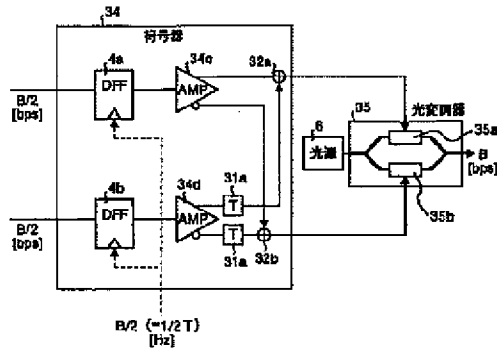 34
符号器
4a
DFF
34c
AMP
32a
B/2
[bps]
35
光変調器
6
光源
35a
B
[bps]
35b
4b
DFF
34d
AMP
31a
T
T
31a
32b
B/2
[bps]
B/2 (=1/2T)
[Hz]